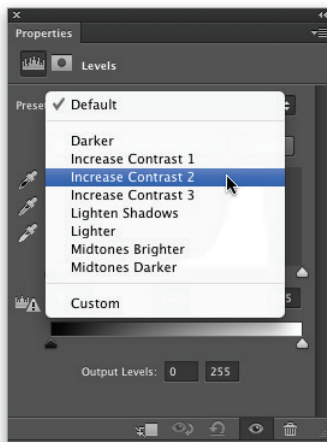 Properties
Levels
Preset
✓ Default
Darker
Increase Contrast 1
Increase Contrast 2
Increase Contrast 3
Lighten Shadows
Lighter
Midtones Brighter
Midtones Darker
Custom
5
Output Levels: 0 255